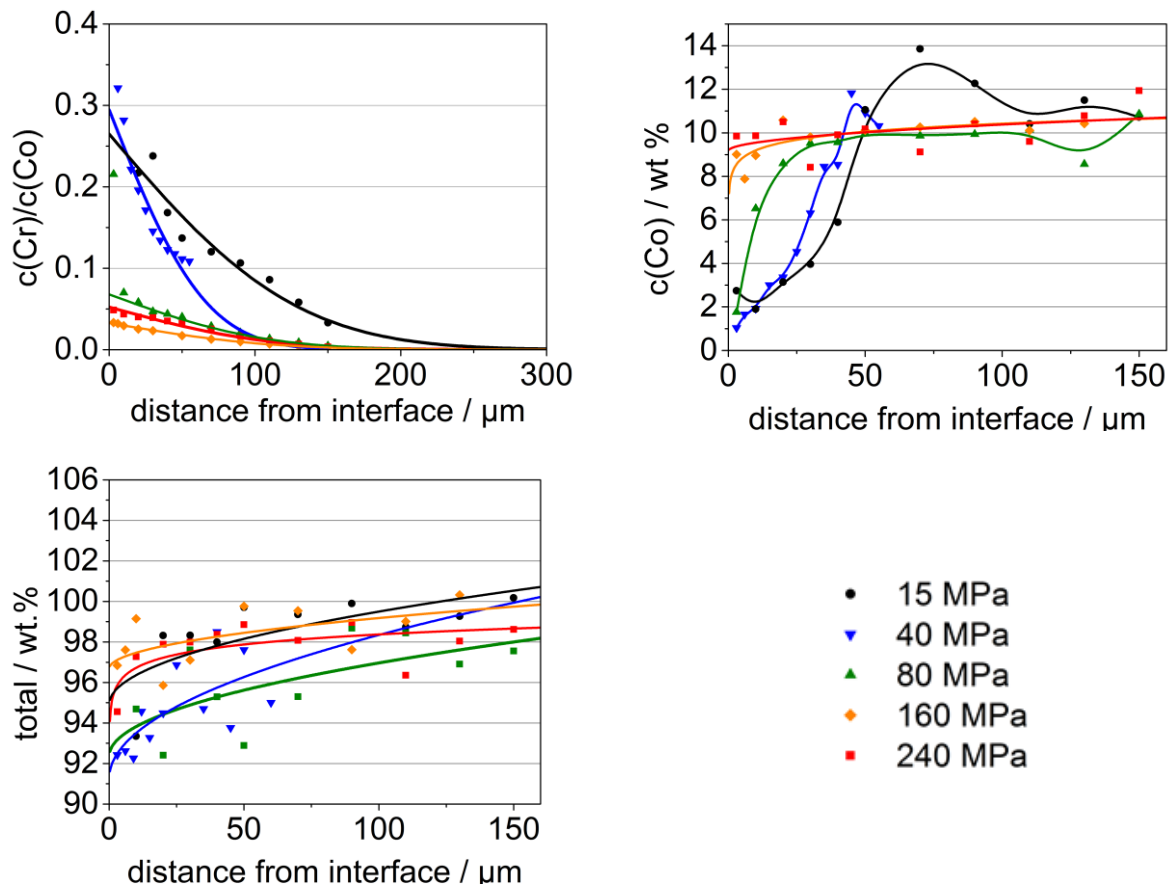 0.4
0.3
0.2
0.1
0.0
c(Cr)/c(Co)
0 100 200 300
distance from interface / μm
14
12
10
8
6
4
2
0
c(Co) / wt %
0 50 100 150
distance from interface / μm
106
104
102
100
98
96
94
92
90
total / wt.%
0 50 100 150
distance from interface / μm
15 MPa
40 MPa
80 MPa
160 MPa
240 MPa